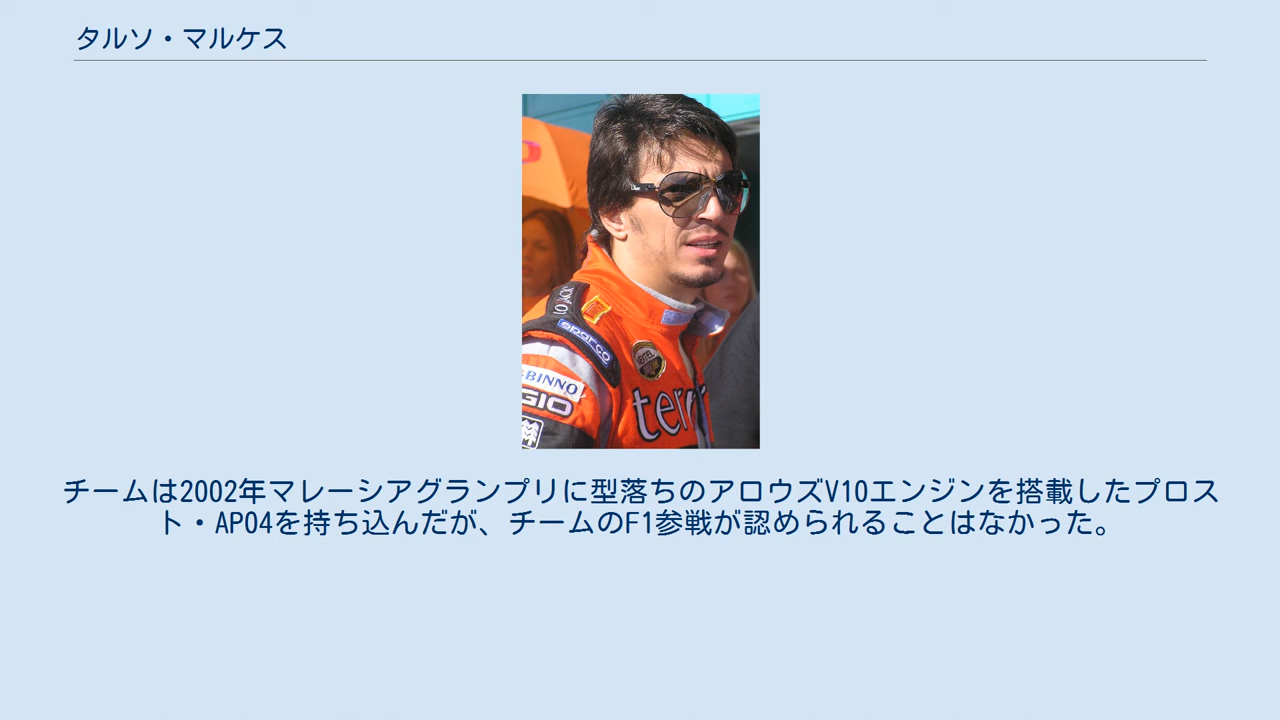 タルソ・マルケス
sparco
BINNO
GIO
terr
チームは2002年マレーシアグランプリに型落ちのアロウズV10エンジンを搭載したプロス
ト・AP04を持ち込んだが、チームのF1参戦が認められることはなかった。